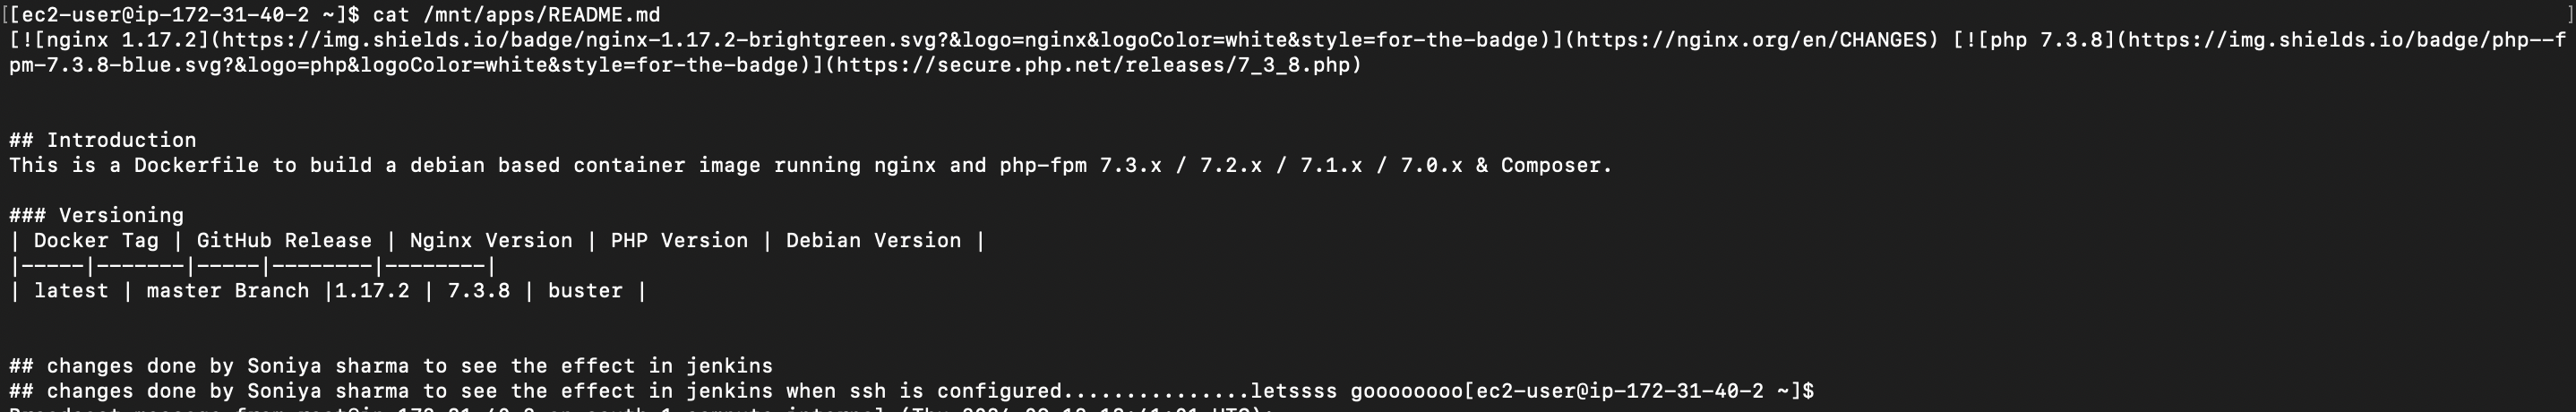 [[ec2-user@ip-172-31-40-2 ~]$ cat /mnt/apps/README.md ]
[![nginx 1.17.2](https://img.shields.io/badge/nginx-1.17.2-brightgreen.svg?&logo=nginx&logoColor=white&style=for-the-badge)](https://nginx.org/en/CHANGES) [![php 7.3.8](https://img.shields.io/badge/php--f
pm-7.3.8-blue.svg?&logo=php&logoColor=white&style=for-the-badge)](https://secure.php.net/releases/7_3_8.php)
## Introduction
This is a Dockerfile to build a debian based container image running nginx and php-fpm 7.3.x / 7.2.x / 7.1.x / 7.0.x & Composer.
### Versioning
| Docker Tag | GitHub Release | Nginx Version | PHP Version | Debian Version |
|-----|-------|-----|--------|--------|
| latest | master Branch |1.17.2 | 7.3.8 | buster |
## changes done by Soniya sharma to see the effect in jenkins
## changes done by Soniya sharma to see the effect in jenkins when ssh is configured...............letssss goooooooo[ec2-user@ip-172-31-40-2 ~]$